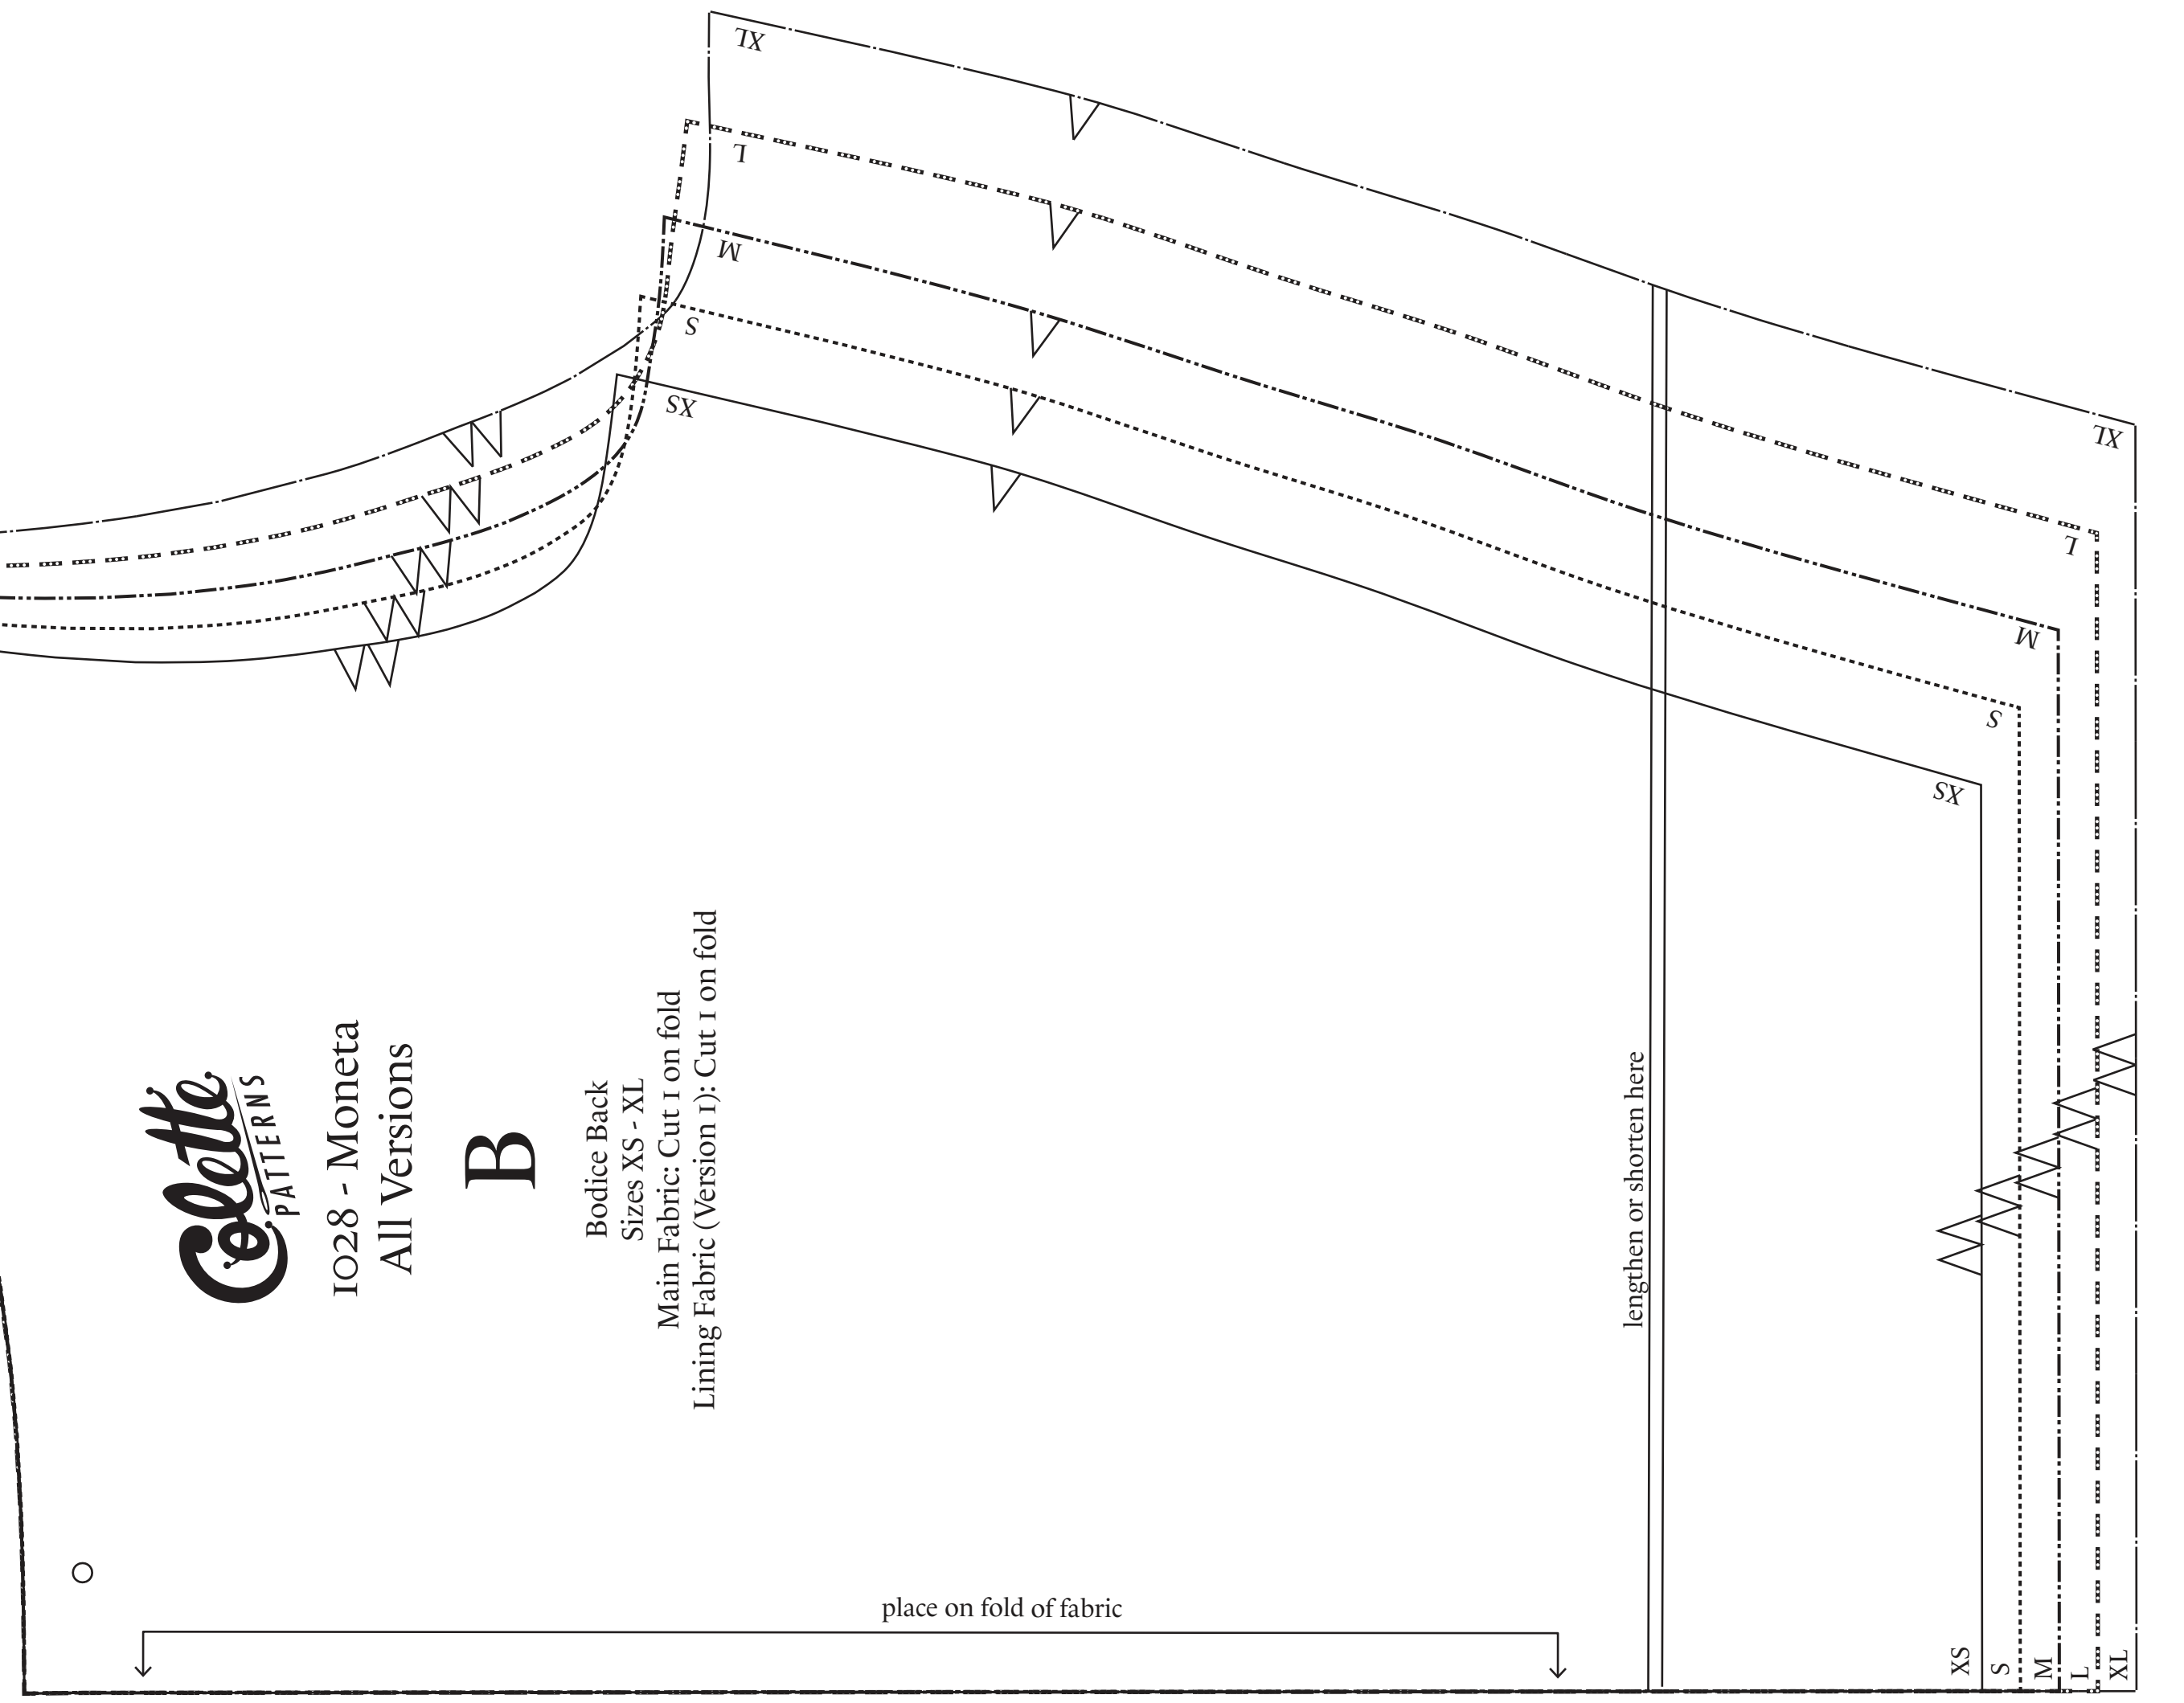 XL
L
M
S
XS
XL
L
M
S
XS
Colette
PATTERNS
1028 - Moneta
All Versions
B
Bodice Back
Sizes XS - XL
Main Fabric: Cut 1 on fold
Lining Fabric (Version 1): Cut 1 on fold
lengthen or shorten here
place on fold of fabric
XS
S
M
L
XL